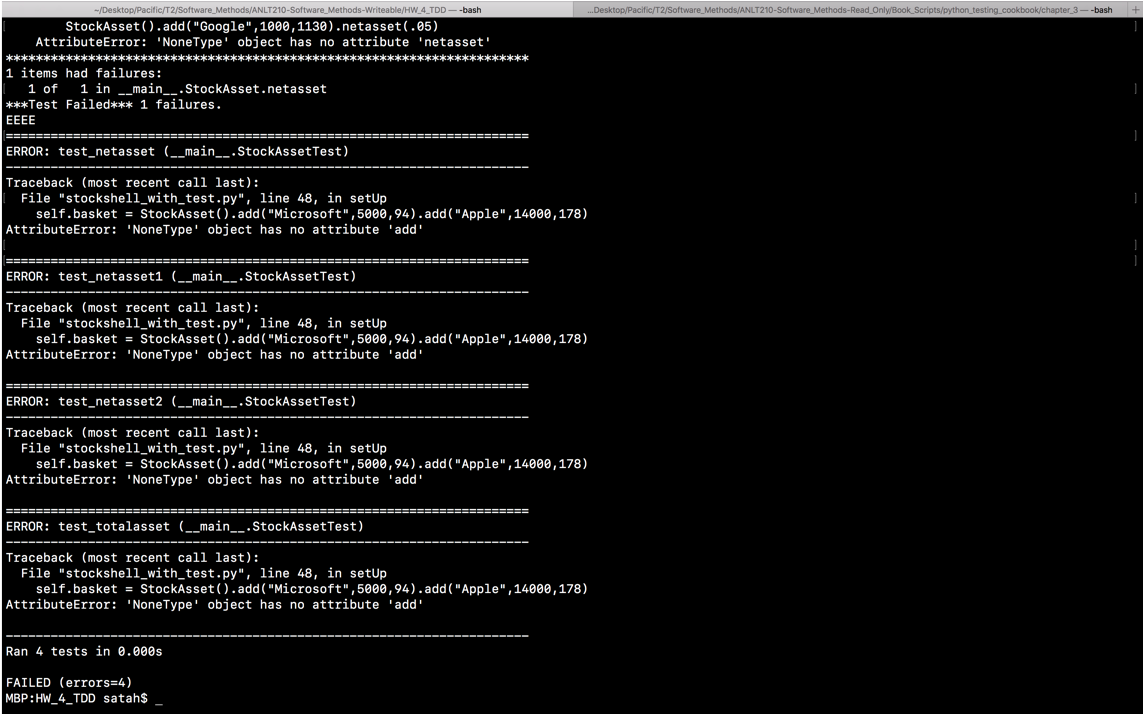 ~/Desktop/Pacific/T2/Software_Methods/ANLT210-Software_Methods-Writeable/HW_4_TDD — -bash
...Desktop/Pacific/T2/Software_Methods/ANLT210-Software_Methods-Read_Only/Book_Scripts/python_testing_cookbook/chapter_3 — -bash +
        StockAsset().add("Google",1000,1130).netasset(.05)
    AttributeError: 'NoneType' object has no attribute 'netasset'
**********************************************************************
1 items had failures:
   1 of   1 in __main__.StockAsset.netasset
***Test Failed*** 1 failures.
EEEE
======================================================================
ERROR: test_netasset (__main__.StockAssetTest)
----------------------------------------------------------------------
Traceback (most recent call last):
  File "stockshell_with_test.py", line 48, in setUp
    self.basket = StockAsset().add("Microsoft",5000,94).add("Apple",14000,178)
AttributeError: 'NoneType' object has no attribute 'add'

======================================================================
ERROR: test_netasset1 (__main__.StockAssetTest)
----------------------------------------------------------------------
Traceback (most recent call last):
  File "stockshell_with_test.py", line 48, in setUp
    self.basket = StockAsset().add("Microsoft",5000,94).add("Apple",14000,178)
AttributeError: 'NoneType' object has no attribute 'add'

======================================================================
ERROR: test_netasset2 (__main__.StockAssetTest)
----------------------------------------------------------------------
Traceback (most recent call last):
  File "stockshell_with_test.py", line 48, in setUp
    self.basket = StockAsset().add("Microsoft",5000,94).add("Apple",14000,178)
AttributeError: 'NoneType' object has no attribute 'add'

======================================================================
ERROR: test_totalasset (__main__.StockAssetTest)
----------------------------------------------------------------------
Traceback (most recent call last):
  File "stockshell_with_test.py", line 48, in setUp
    self.basket = StockAsset().add("Microsoft",5000,94).add("Apple",14000,178)
AttributeError: 'NoneType' object has no attribute 'add'

----------------------------------------------------------------------
Ran 4 tests in 0.000s

FAILED (errors=4)
MBP:HW_4_TDD satah$ _